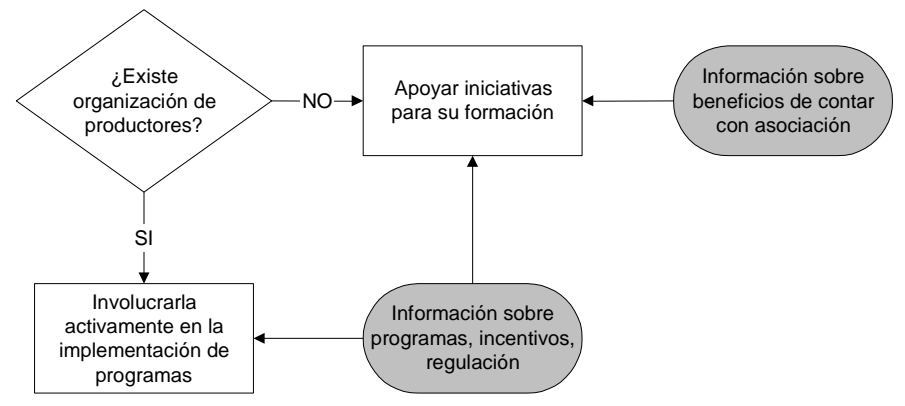 ¿Existe
organización de
productores?
NO
Apoyar iniciativas
para su formación
Información sobre
beneficios de contar
con asociación
SI
Involucrarla
activamente en la
implementación de
programas
Información sobre
programas, incentivos,
regulación